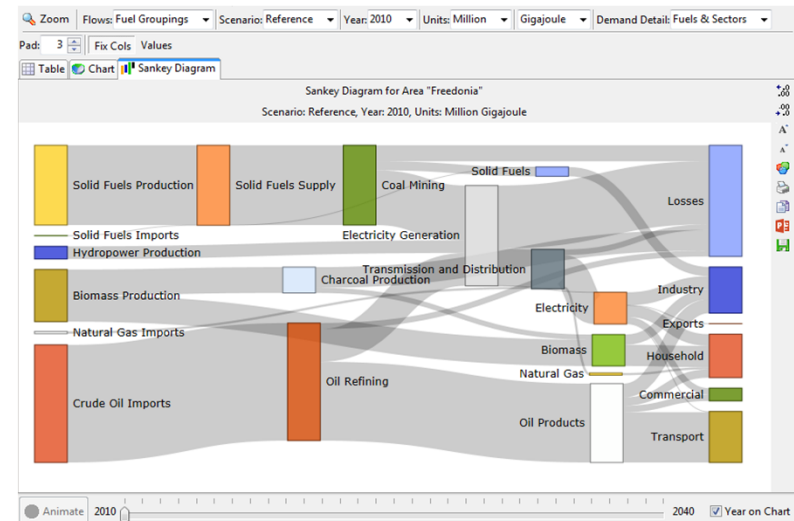 Zoom Flows: Fuel Groupings Scenario: Reference Year: 2010 Units: Million Gigajoule Demand Detail: Fuels & Sectors
Pad: 3 Fix Cols Values
Table Chart Sankey Diagram
Sankey Diagram for Area "Freedonia"
Scenario: Reference, Year: 2010, Units: Million Gigajoule
Solid Fuels Production
Solid Fuels Supply
Coal Mining
Solid Fuels
Losses
Solid Fuels Imports
Electricity Generation
Hydropower Production
Transmission and Distribution
Charcoal Production
Biomass Production
Industry
Electricity
Exports
Natural Gas Imports
Biomass
Household
Natural Gas
Oil Refining
Commercial
Crude Oil Imports
Oil Products
Transport
Animate 2010 2040 Year on Chart